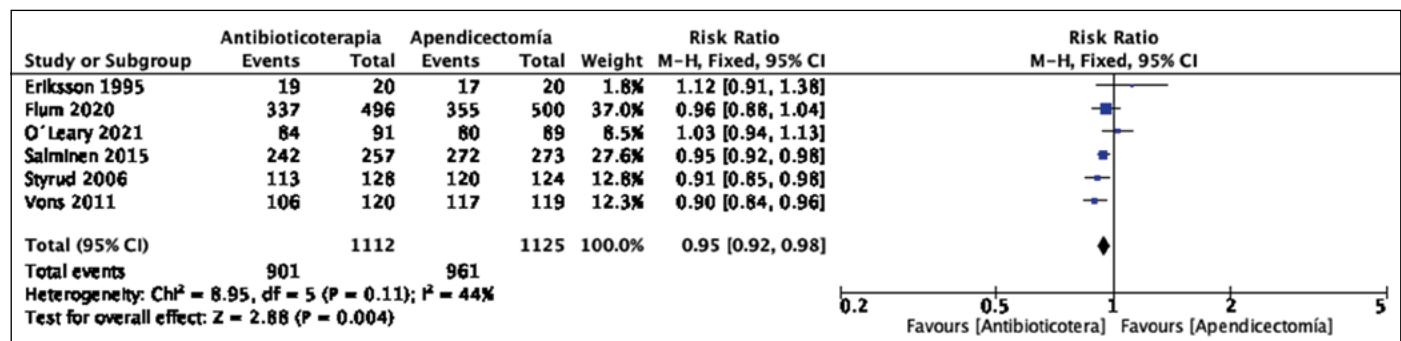 Antibioticoterapia Apendicectomía Risk Ratio Risk Ratio
Study or Subgroup Events Total Events Total Weight M-H, Fixed, 95% CI M-H, Fixed, 95% CI
Eriksson 1995 19 20 17 20 1.8% 1.12 [0.91, 1.38]
Flum 2020 337 496 355 500 37.0% 0.96 [0.88, 1.04]
O´Leary 2021 84 91 80 89 8.5% 1.03 [0.94, 1.13]
Salminen 2015 242 257 272 273 27.6% 0.95 [0.92, 0.98]
Styrud 2006 113 128 120 124 12.8% 0.91 [0.85, 0.98]
Vons 2011 106 120 117 119 12.3% 0.90 [0.84, 0.96]
Total (95% CI) 1112 1125 100.0% 0.95 [0.92, 0.98]
Total events 901 961
Heterogeneity: Chi² = 8.95, df = 5 (P = 0.11); I² = 44%
Test for overall effect: Z = 2.88 (P = 0.004)
0.2 0.5 1 2 5
Favours [Antibioticotera] Favours [Apendicectomía]